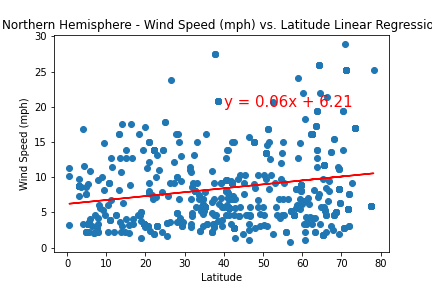 Northern Hemisphere - Wind Speed (mph) vs. Latitude Linear Regressio
30
25
20
15
10
5
0
Wind Speed (mph)
y = 0.06x + 6.21
0 10 20 30 40 50 60 70 80
Latitude